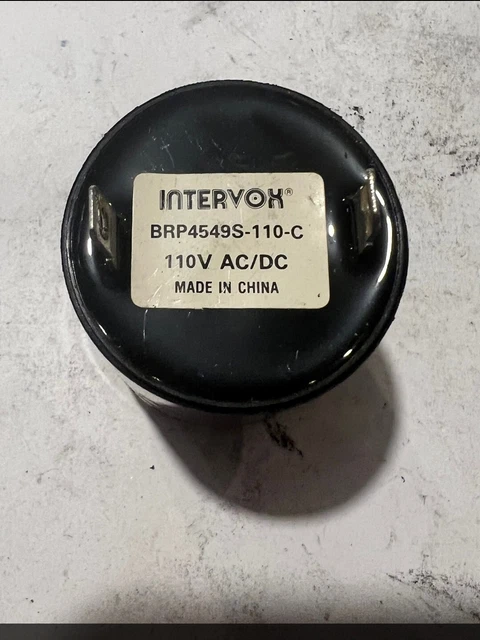 INTERVOX®
BRP4549S-110-C
110V AC/DC
MADE IN CHINA